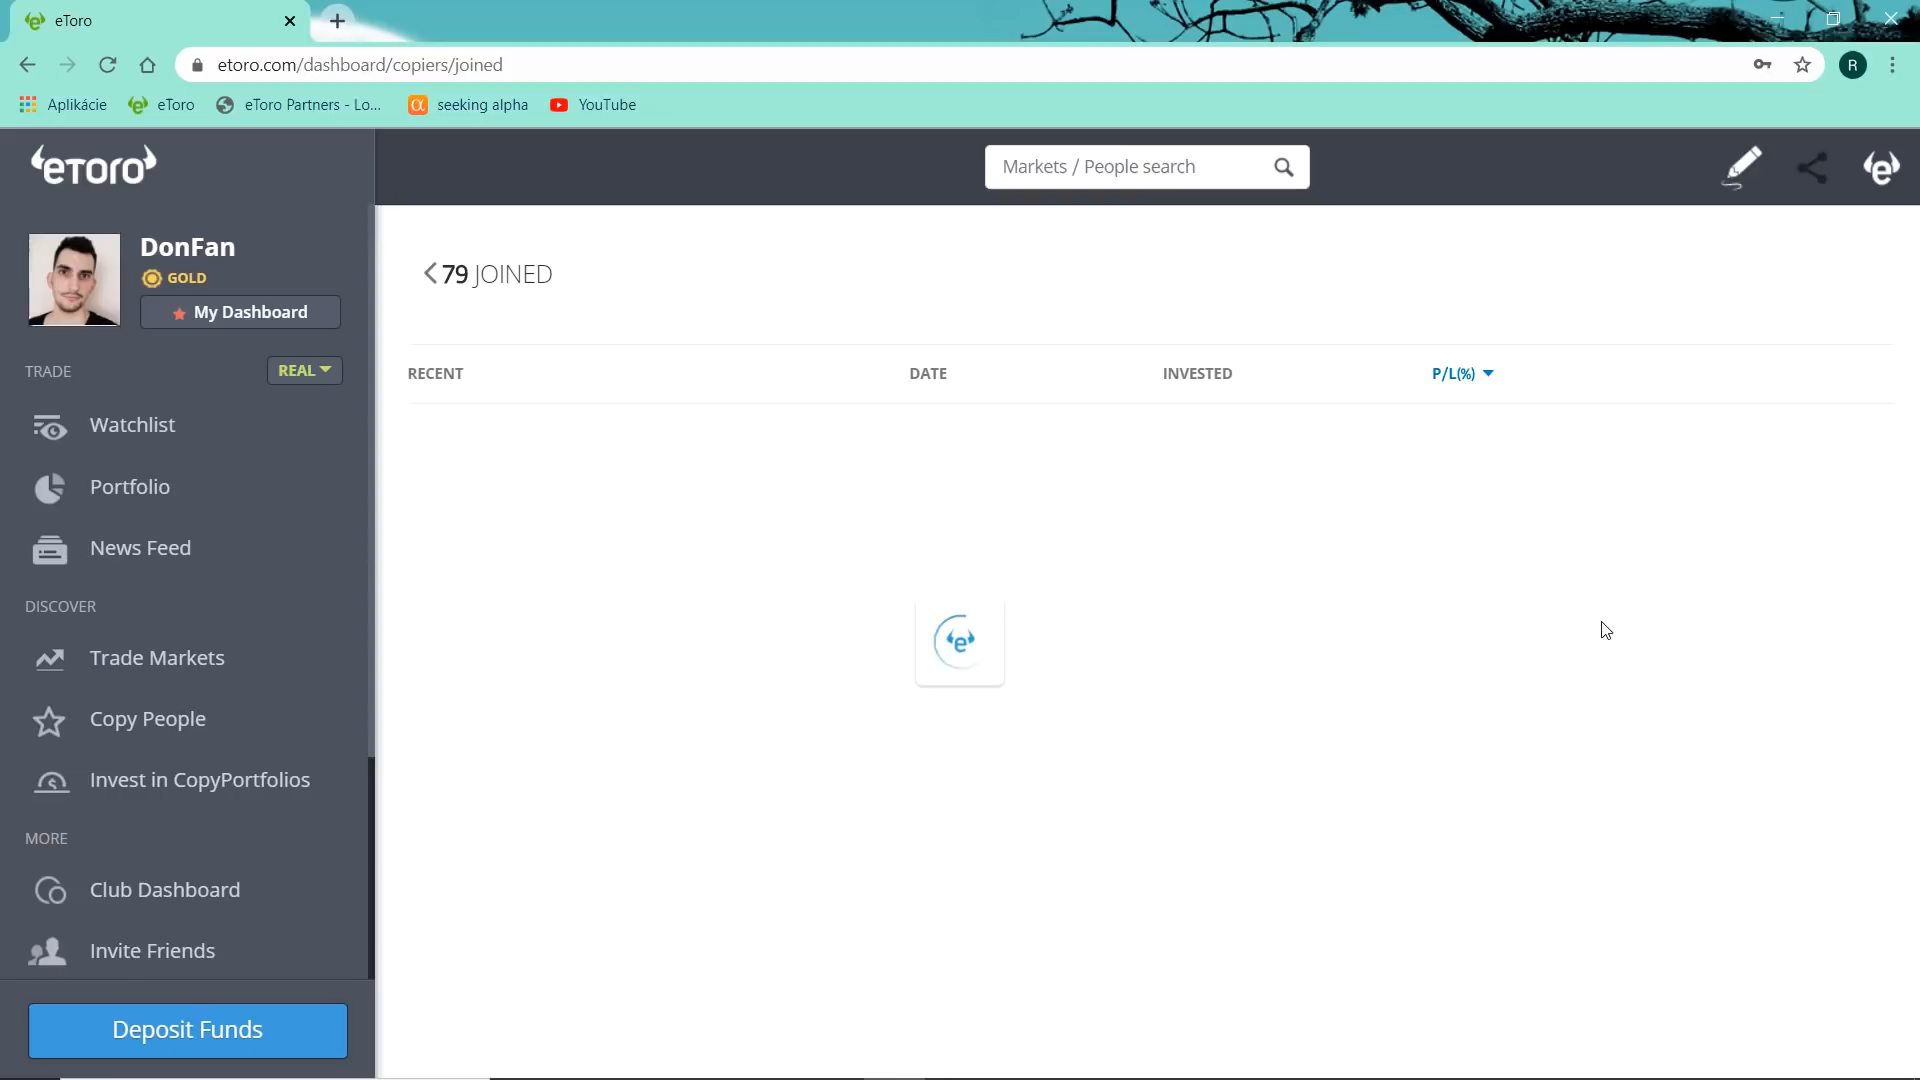 eToro
etoro.com/dashboard/copiers/joined
R
Aplikácie
eToro
eToro Partners - Lo...
seeking alpha
YouTube
eToro
Markets / People search
DonFan
GOLD
My Dashboard
79 JOINED
TRADE
REAL
RECENT
DATE
INVESTED
P/L(%)
Watchlist
Portfolio
News Feed
DISCOVER
Trade Markets
Copy People
Invest in CopyPortfolios
MORE
Club Dashboard
Invite Friends
Deposit Funds